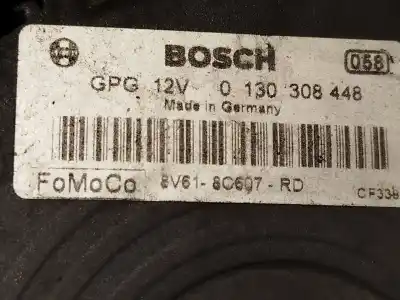 BOSCH 058
GPG 12V 0 130 308 448
Made in Germany
FoMoCo 8V61-8C607-RD CF338